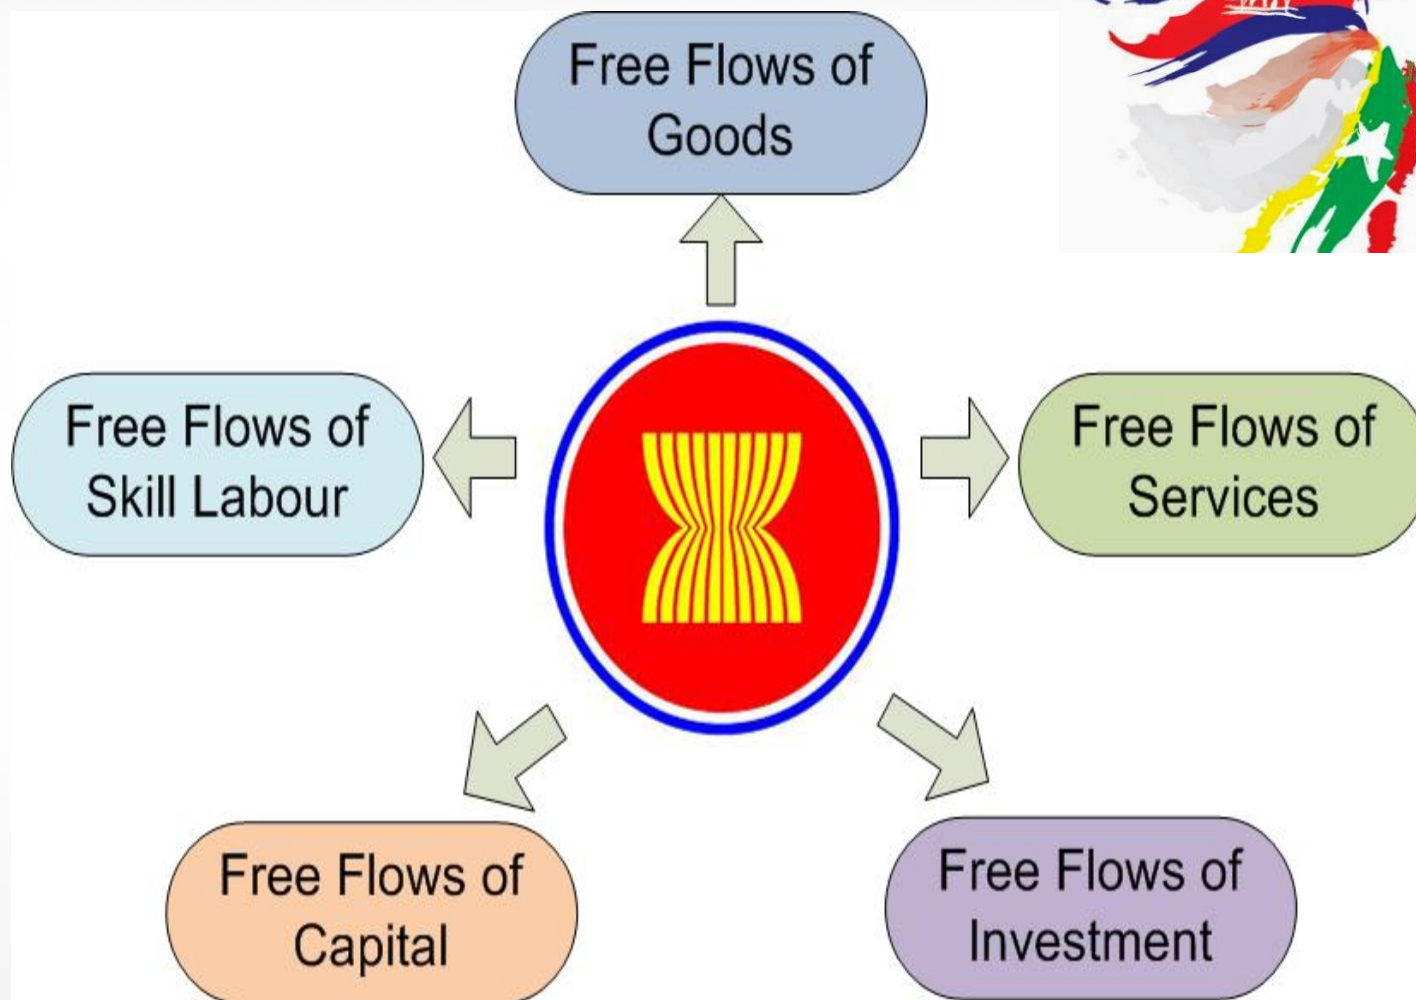 Free Flows of
Goods
Free Flows of
Skill Labour
Free Flows of
Services
Free Flows of
Capital
Free Flows of
Investment